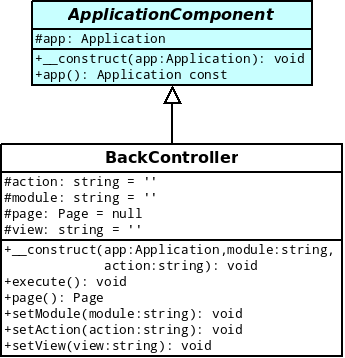 ApplicationComponent
#app: Application
+__construct(app:Application): void
+app(): Application const
BackController
#action: string = ''
#module: string = ''
#page: Page = null
#view: string = ''
+__construct(app:Application,module:string,
action:string): void
+execute(): void
+page(): Page
+setModule(module:string): void
+setAction(action:string): void
+setView(view:string): void